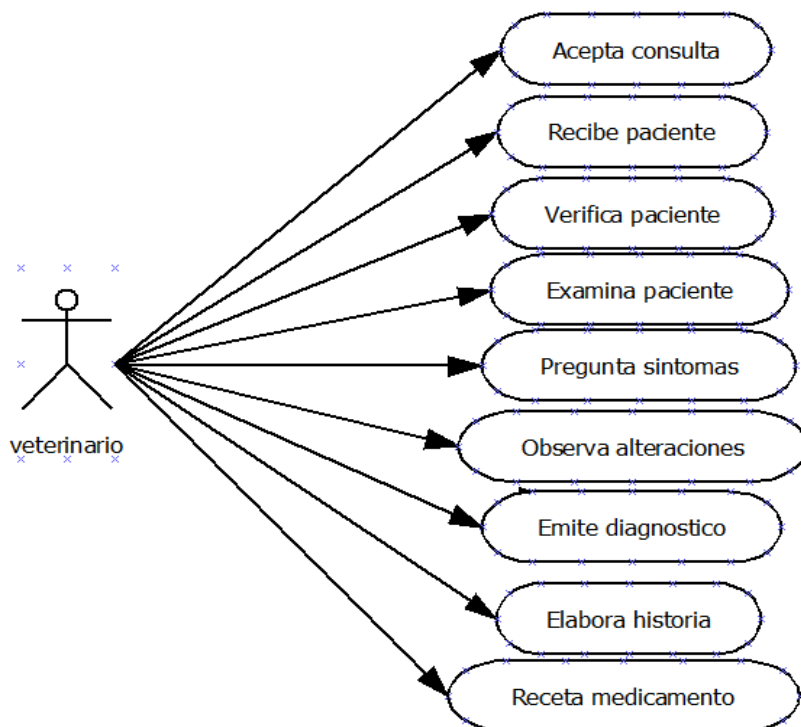 Acepta consulta
Recibe paciente
Verifica paciente
Examina paciente
Pregunta sintomas
veterinario
Observa alteraciones
Emite diagnostico
Elabora historia
Receta medicamento